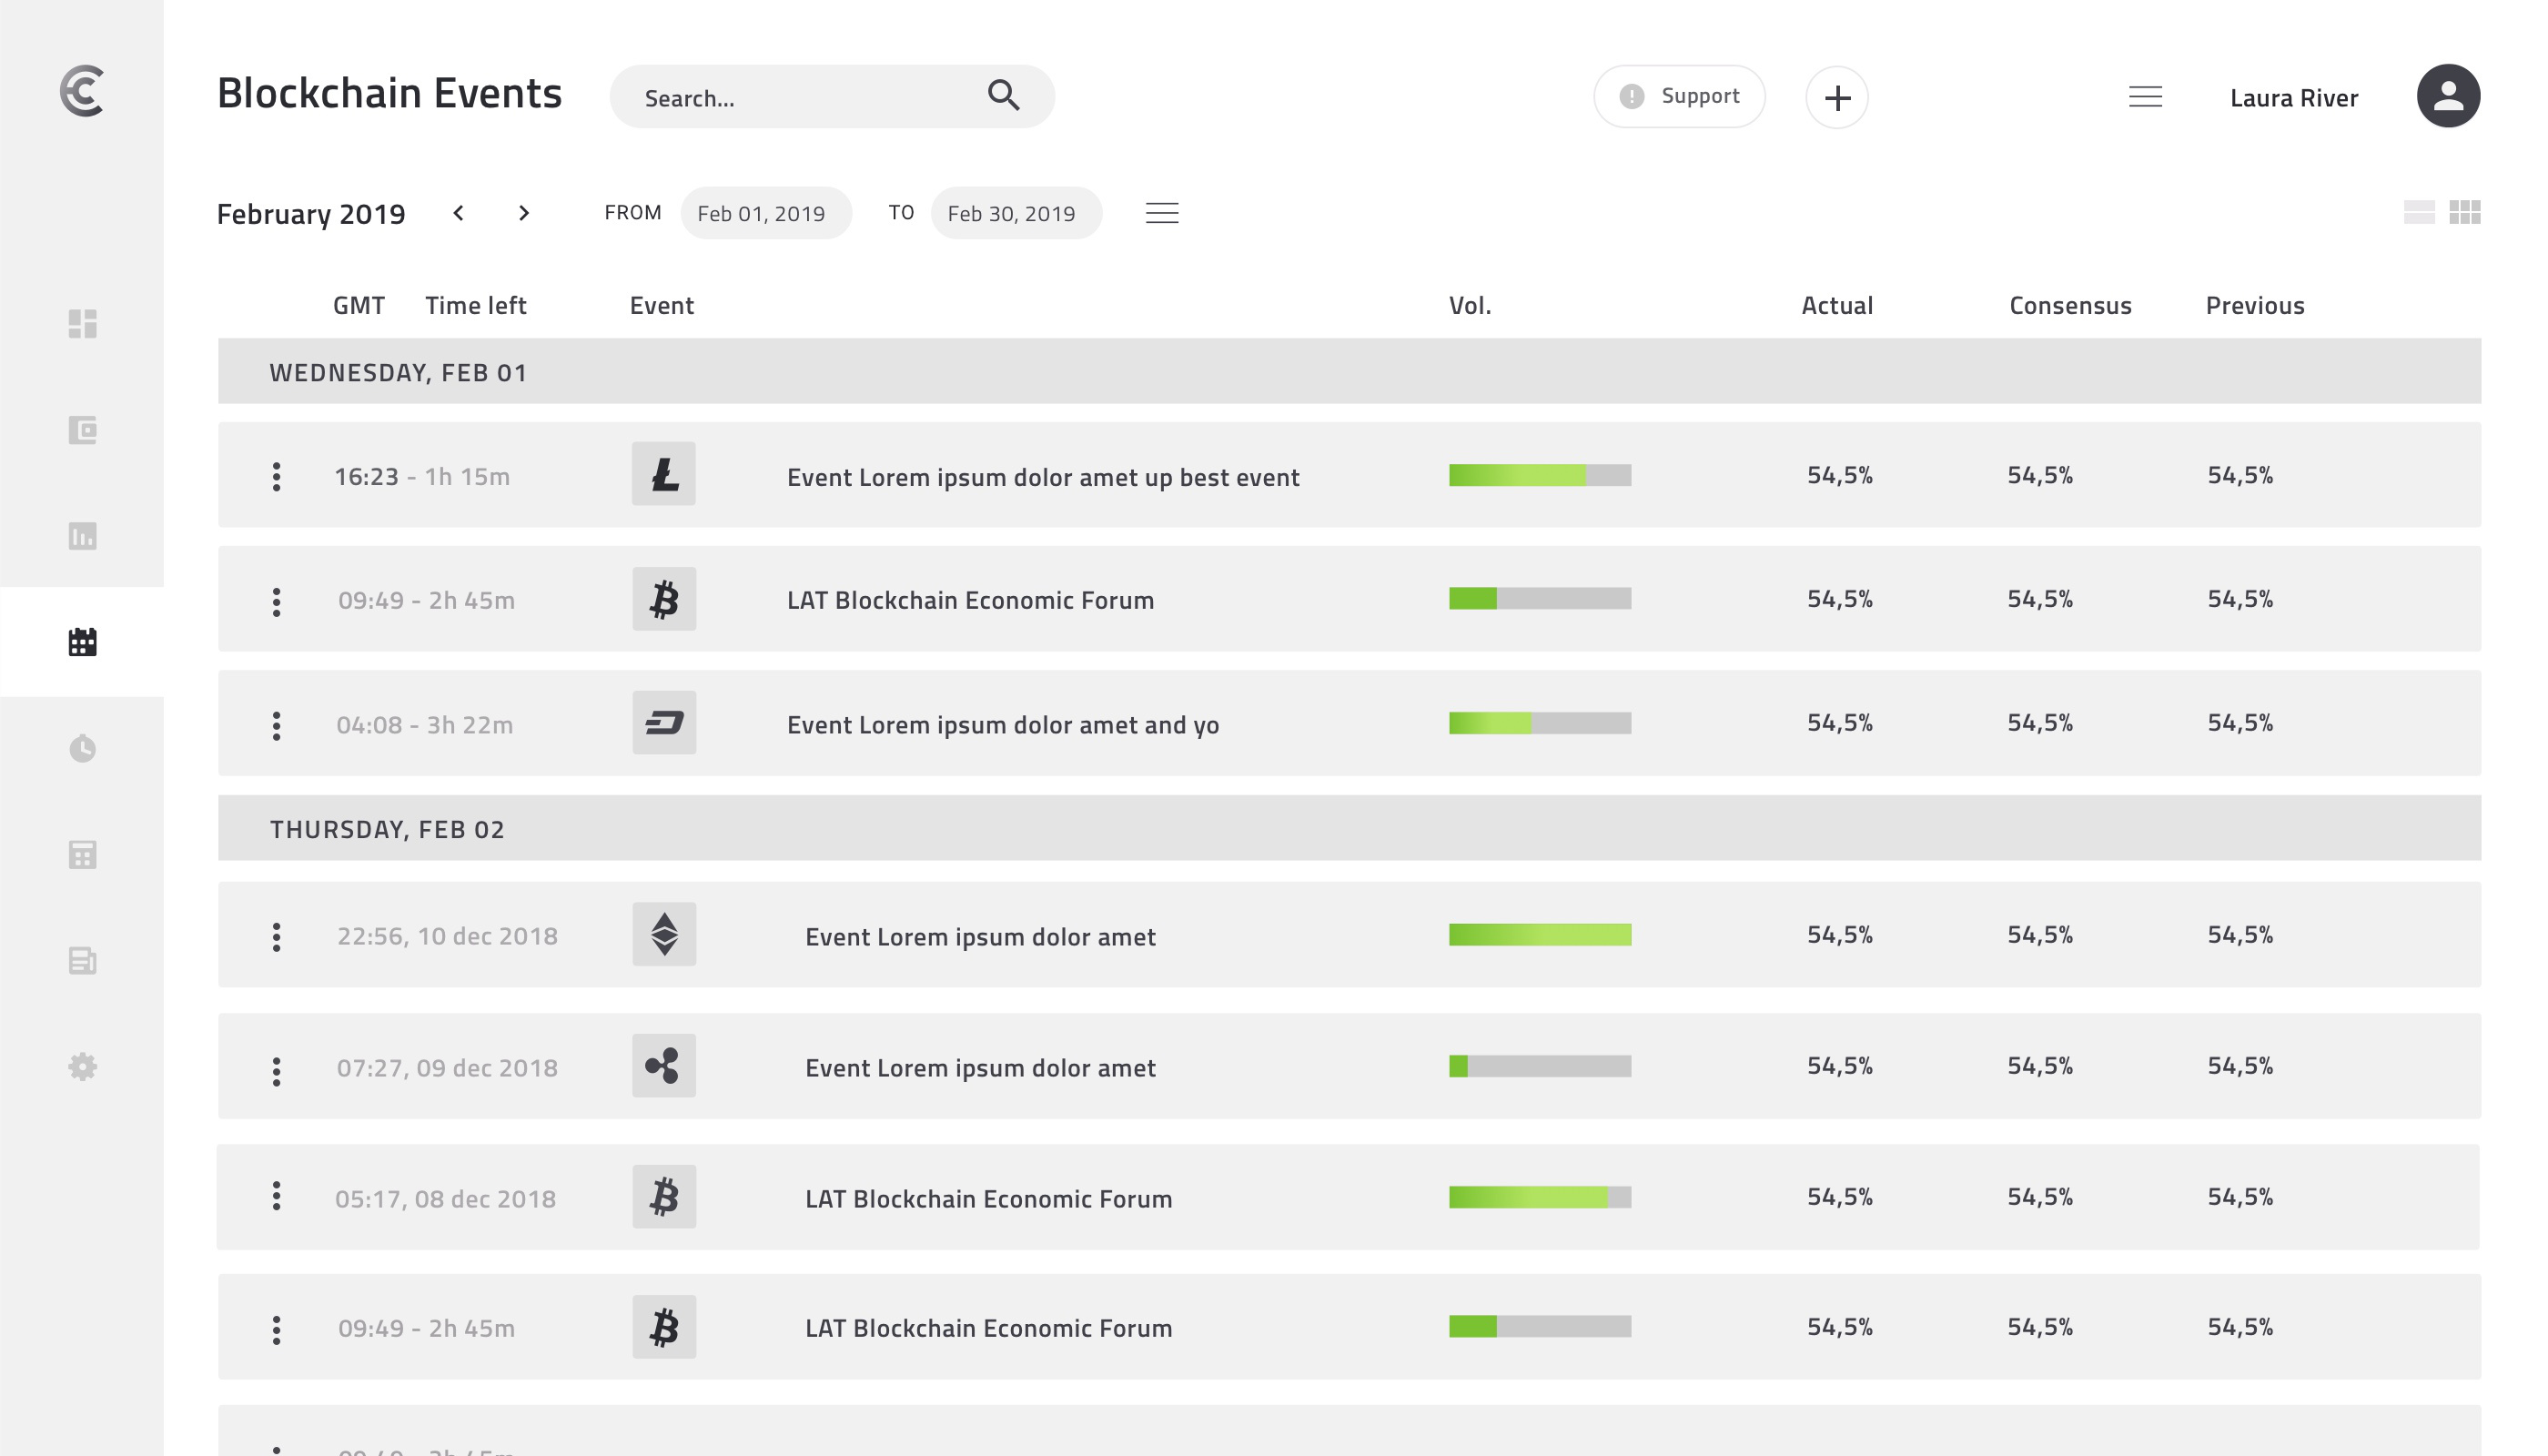 Blockchain Events
Search...
Support
Laura River
February 2019
FROM Feb 01, 2019 TO Feb 30, 2019
GMT Time left Event Vol. Actual Consensus Previous
WEDNESDAY, FEB 01
16:23 - 1h 15m Event Lorem ipsum dolor amet up best event 54,5% 54,5% 54,5%
09:49 - 2h 45m LAT Blockchain Economic Forum 54,5% 54,5% 54,5%
04:08 - 3h 22m Event Lorem ipsum dolor amet and yo 54,5% 54,5% 54,5%
THURSDAY, FEB 02
22:56, 10 dec 2018 Event Lorem ipsum dolor amet 54,5% 54,5% 54,5%
07:27, 09 dec 2018 Event Lorem ipsum dolor amet 54,5% 54,5% 54,5%
05:17, 08 dec 2018 LAT Blockchain Economic Forum 54,5% 54,5% 54,5%
09:49 - 2h 45m LAT Blockchain Economic Forum 54,5% 54,5% 54,5%